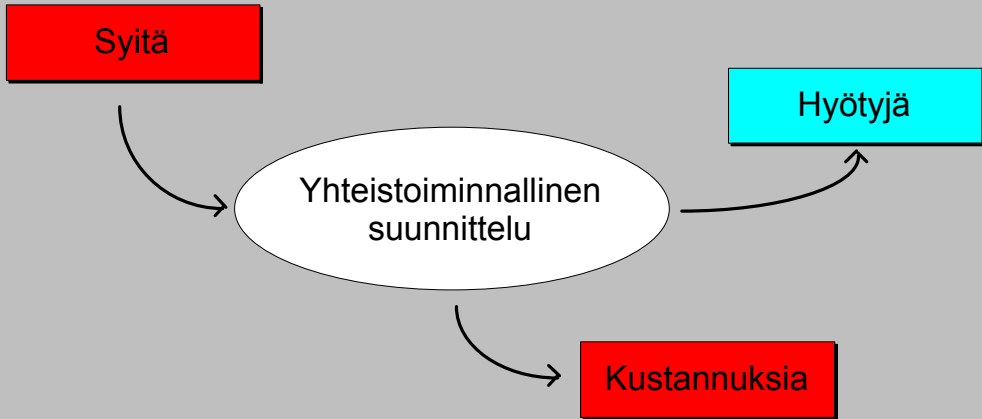 Syitä
Hyötyjä
Yhteistoiminnallinen
suunnittelu
Kustannuksia